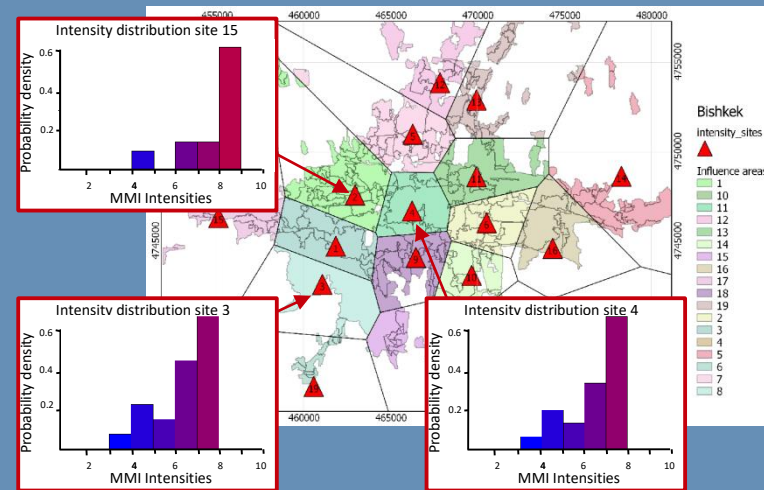 455000 460000 465000 470000 475000 480000
Intensity distribution site 15
Probability density
0.6
0.4
0.2
2 4 6 8 10
MMI Intensities
4755000
4750000
4745000
4755000
4750000
4745000
Bishkek
intensity_sites
Influence areas
1
10
11
12
13
14
15
16
17
18
19
2
3
4
5
6
7
8
Intensity distribution site 3
Probability density
0.6
0.4
0.2
2 4 6 8 10
MMI Intensities
Intensity distribution site 4
Probability density
0.6
0.4
0.2
2 4 6 8 10
MMI Intensities
460000 465000